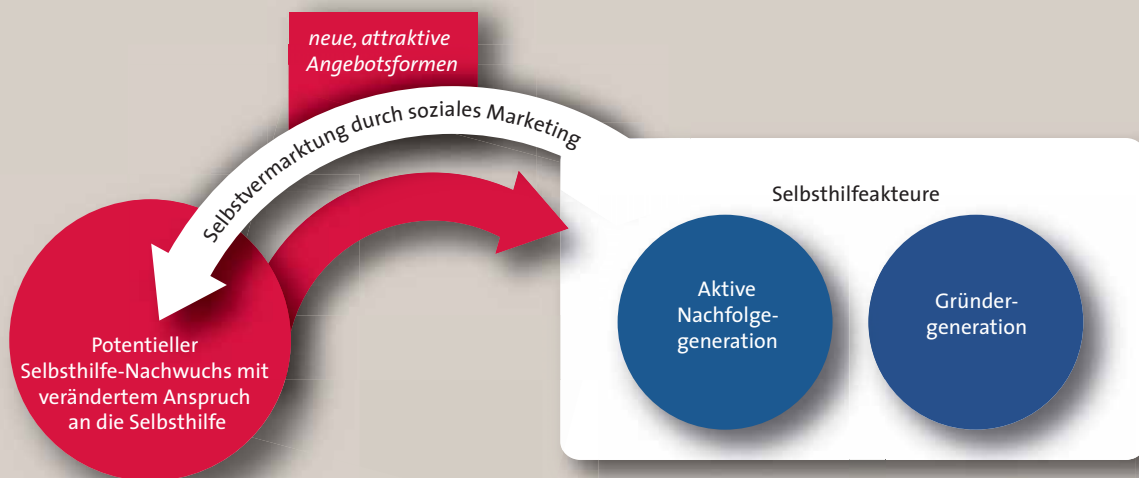 neue, attraktive
Angebotsformen
Selbstvermarktung durch soziales Marketing
Selbsthilfeakteure
Aktive
Nachfolge-
generation
Gründer-
generation
Potentieller
Selbsthilfe-Nachwuchs mit
verändertem Anspruch
an die Selbsthilfe